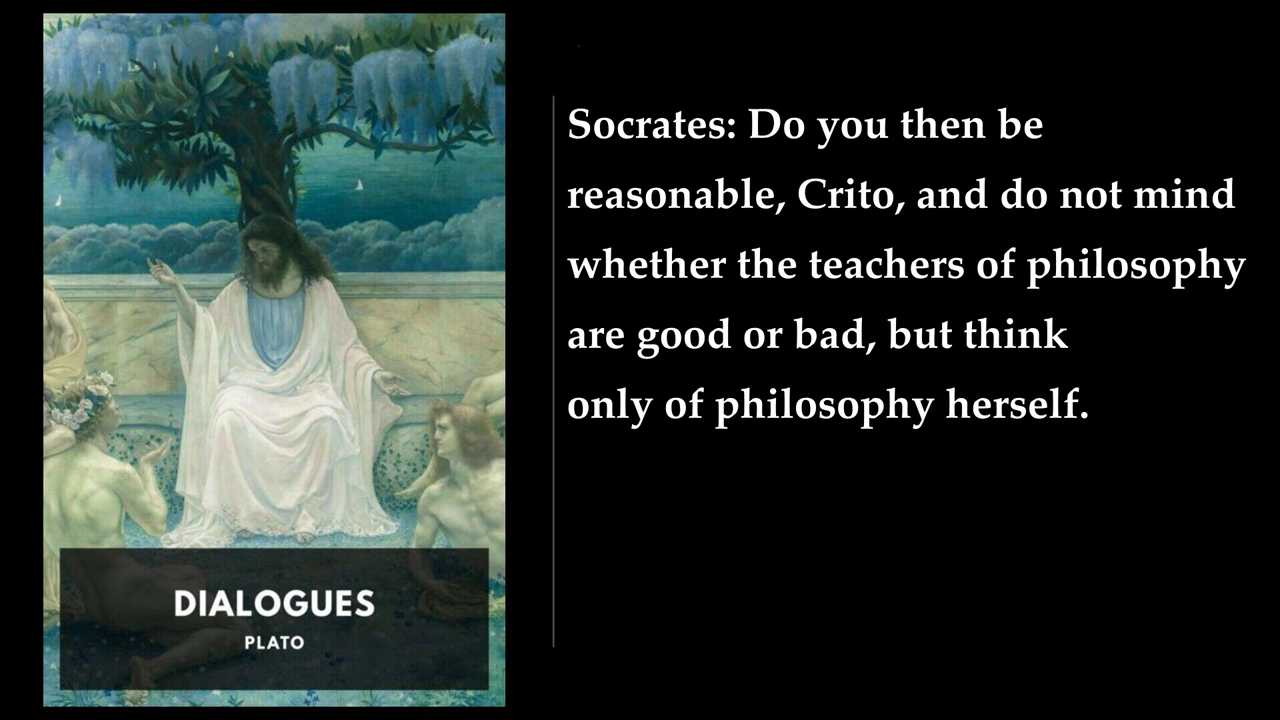 Socrates: Do you then be
reasonable, Crito, and do not mind
whether the teachers of philosophy
are good or bad, but think
only of philosophy herself.
DIALOGUES
PLATO